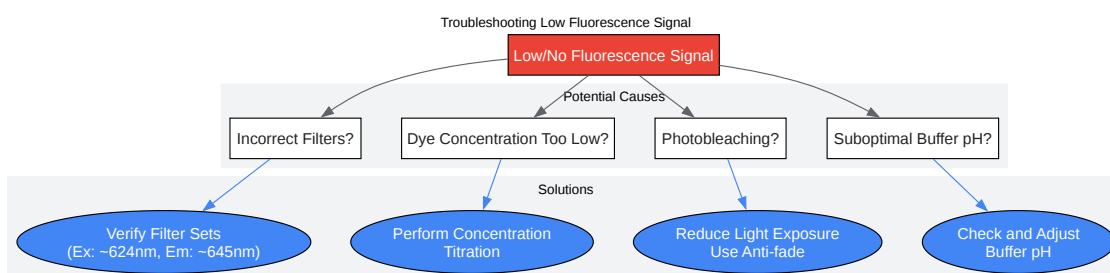 Troubleshooting Low Fluorescence Signal
Low/No Fluorescence Signal
Potential Causes
Incorrect Filters?
Dye Concentration Too Low?
Photobleaching?
Suboptimal Buffer pH?
Solutions
Verify Filter Sets
(Ex: ~624nm, Em: ~645nm)
Perform Concentration
Titration
Reduce Light Exposure
Use Anti-fade
Check and Adjust
Buffer pH